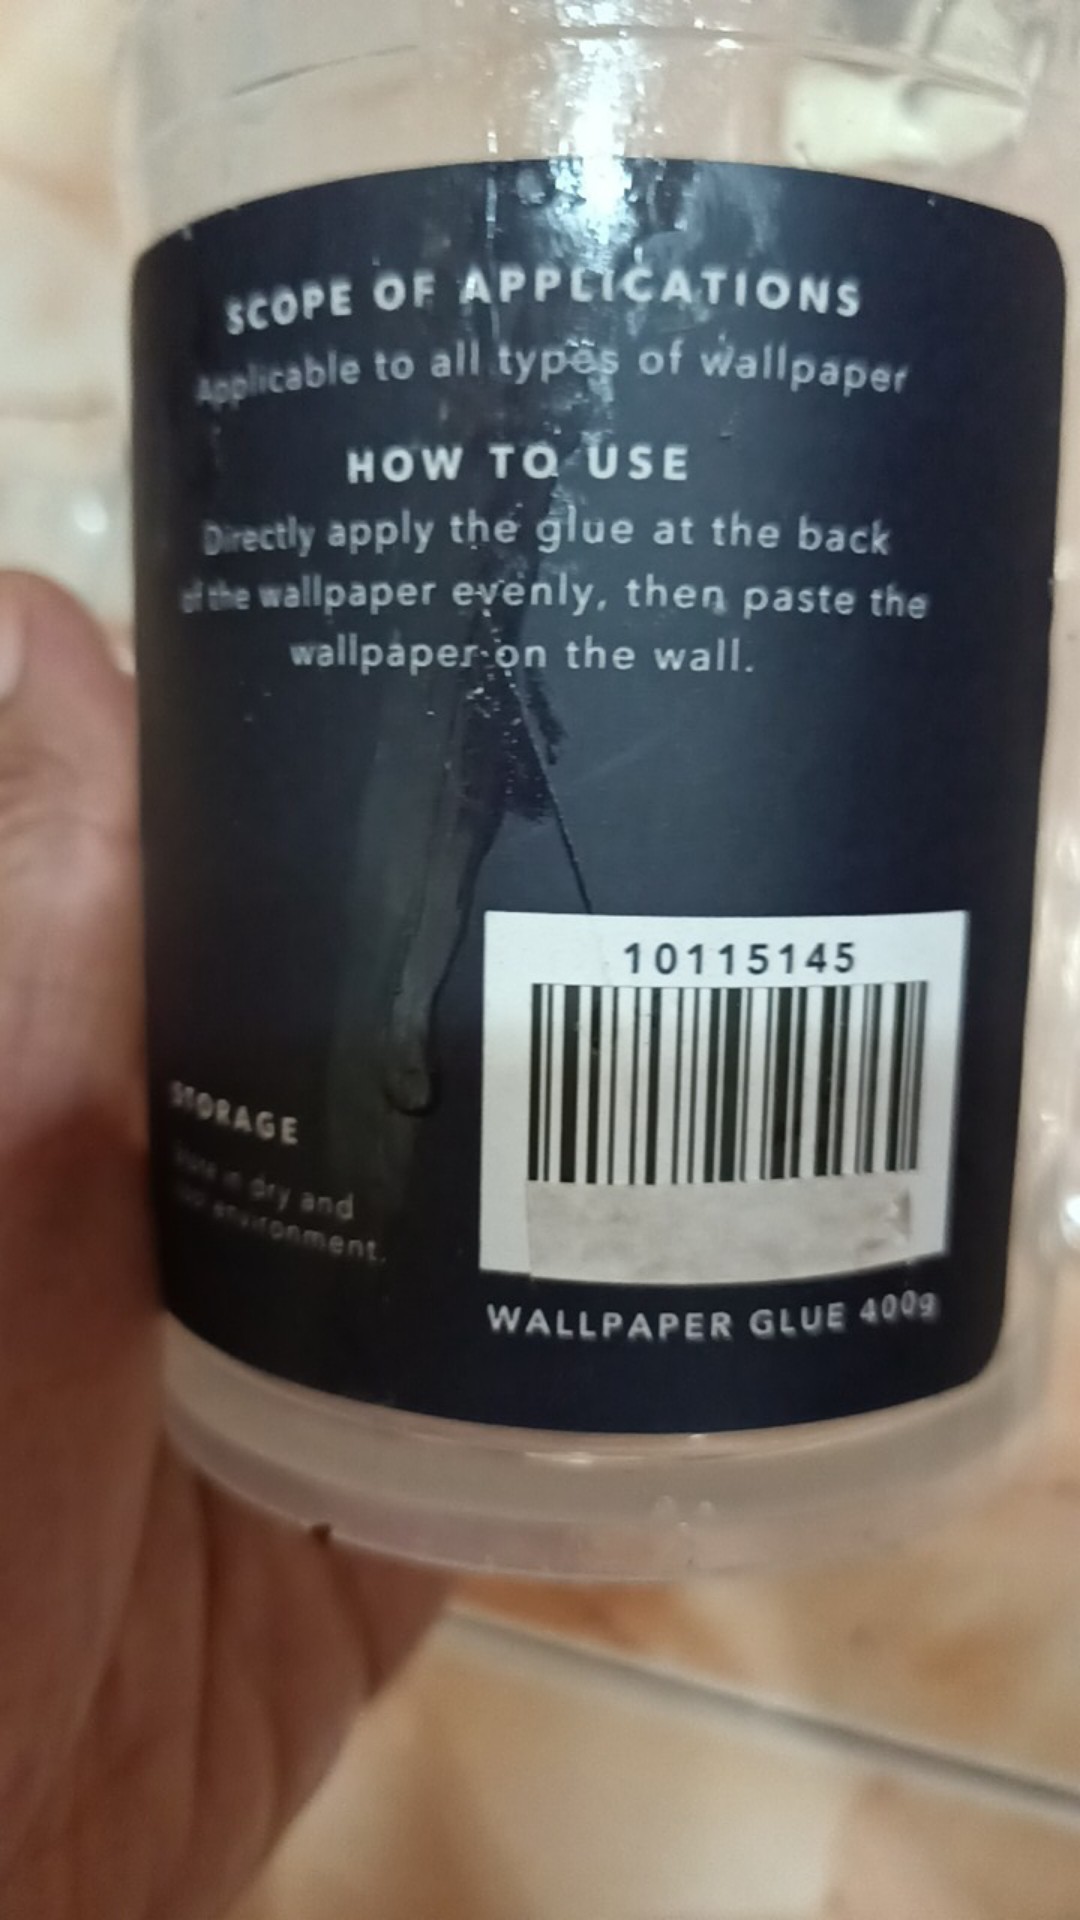 SCOPE OF APPLICATIONS
Applicable to all types of wallpaper
HOW TO USE
Directly apply the glue at the back
of the wallpaper evenly, then paste the
wallpaper on the wall.
10115145
STORAGE
in dry and
environment.
WALLPAPER GLUE 400g